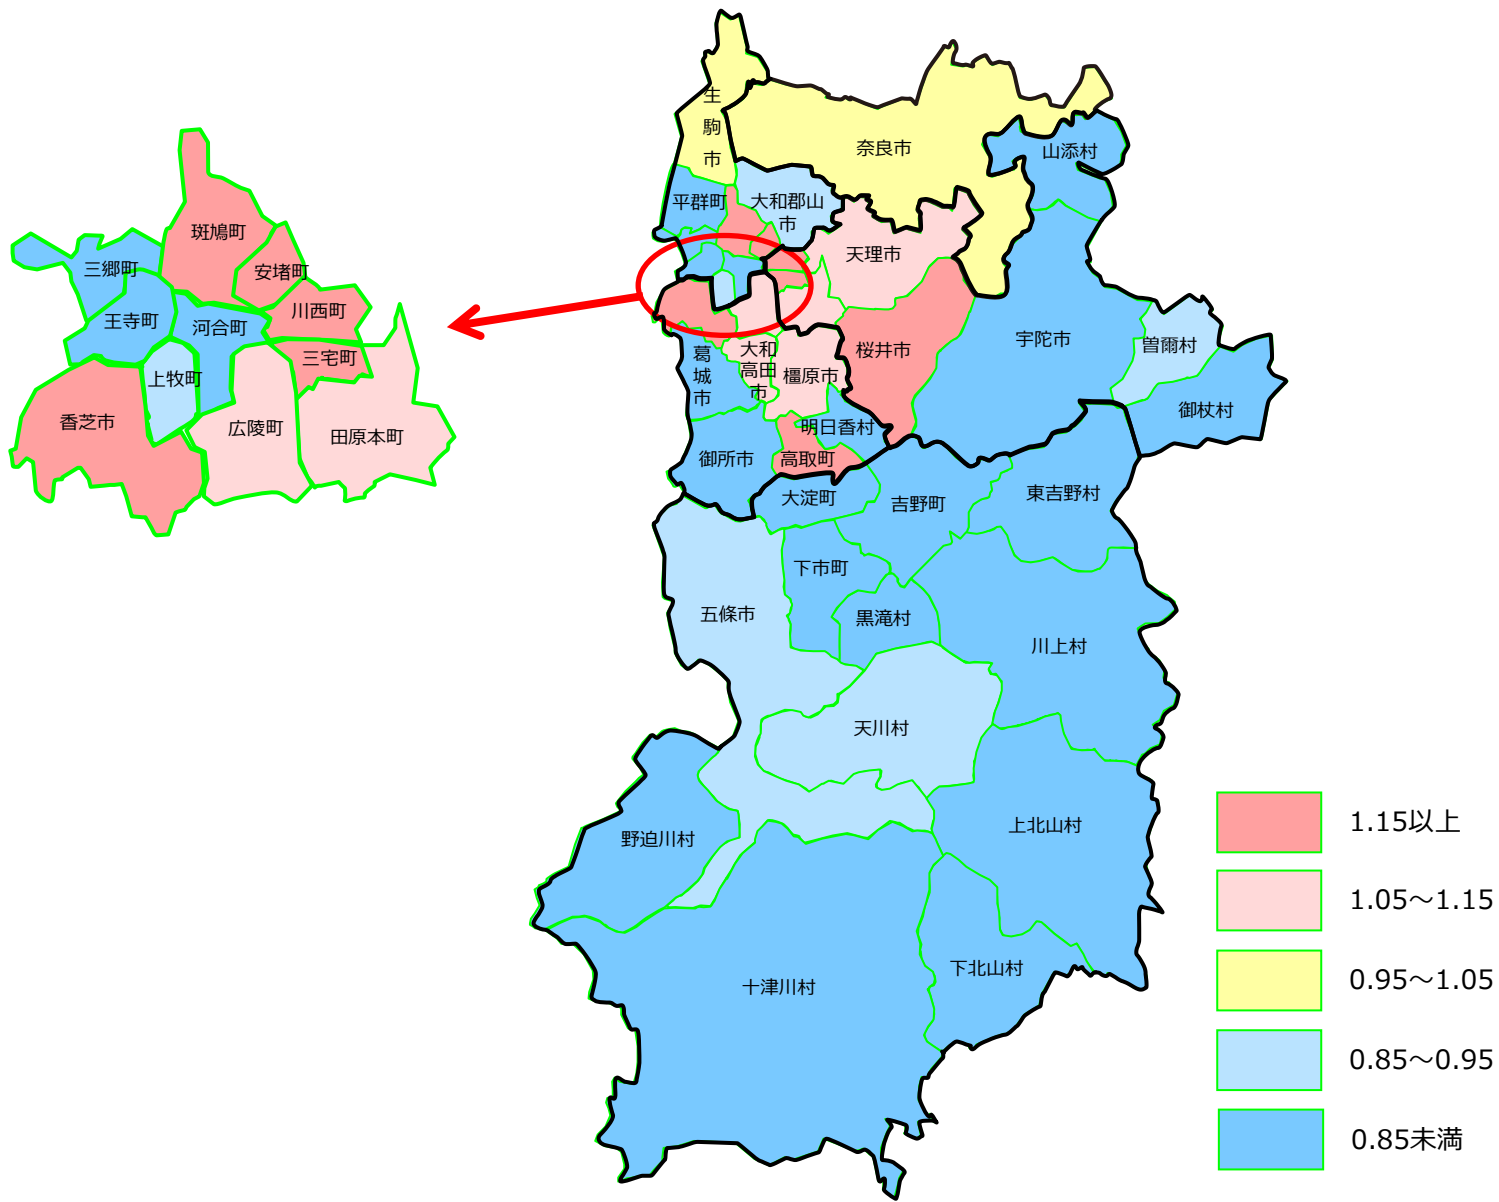 斑鳩町
安堵町
三郷町
川西町
王寺町
河合町
三宅町
上牧町
香芝市
広陵町
田原本町
生
駒
市
奈良市
山添村
平群町
大和郡山
市
天理市
宇陀市
曽爾村
御杖村
桜井市
葛
城
市
大和
高田
市
橿原市
明日香村
御所市
高取町
大淀町
吉野町
東吉野村
下市町
五條市
黒滝村
川上村
天川村
野迫川村
上北山村
下北山村
十津川村
1.15以上
1.05～1.15
0.95～1.05
0.85～0.95
0.85未満